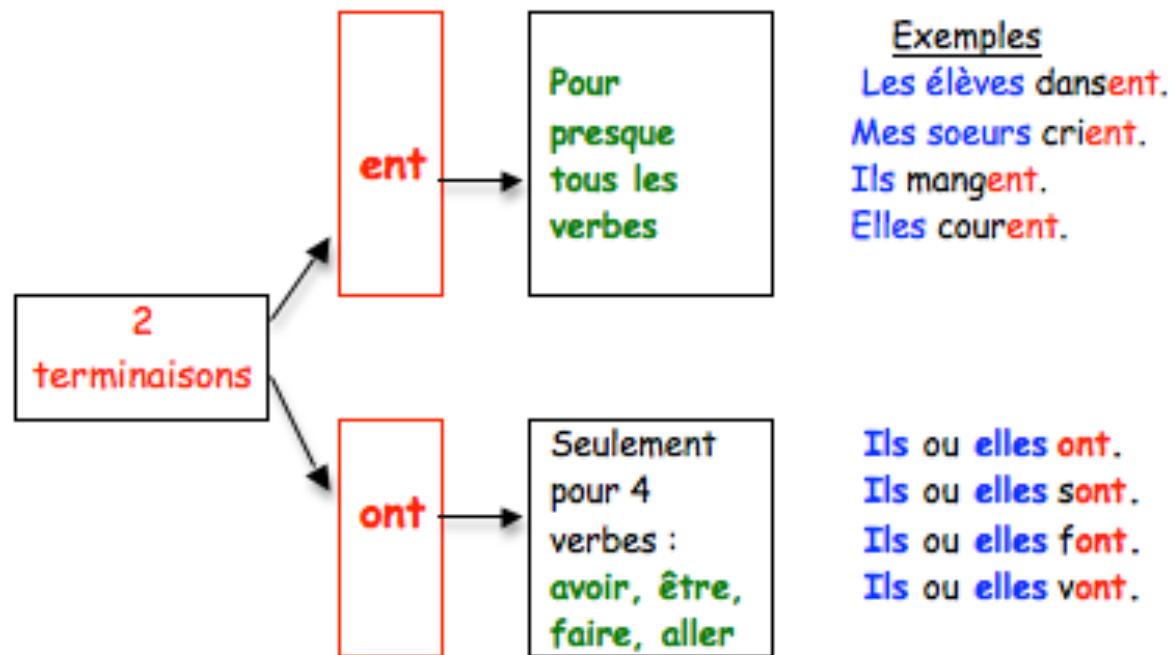 2
terminaisons
ent
Pour
presque
tous les
verbes
Exemples
Les élèves dansent.
Mes soeurs crient.
Ils mangent.
Elles courent.
ont
Seulement
pour 4
verbes :
avoir, être,
faire, aller
Ils ou elles ont.
Ils ou elles sont.
Ils ou elles font.
Ils ou elles vont.